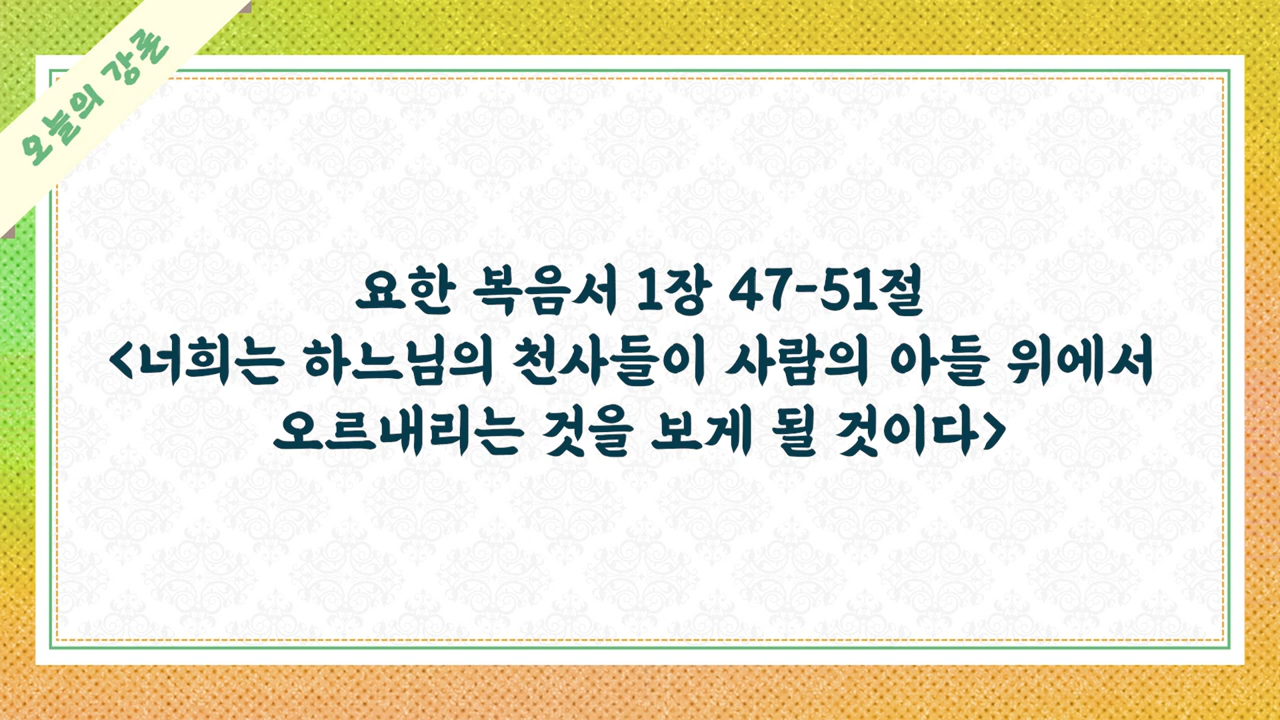 오늘의 강론
요한 복음서 1장 47-51절
<너희는 하느님의 천사들이 사람의 아들 위에서
오르내리는 것을 보게 될 것이다>